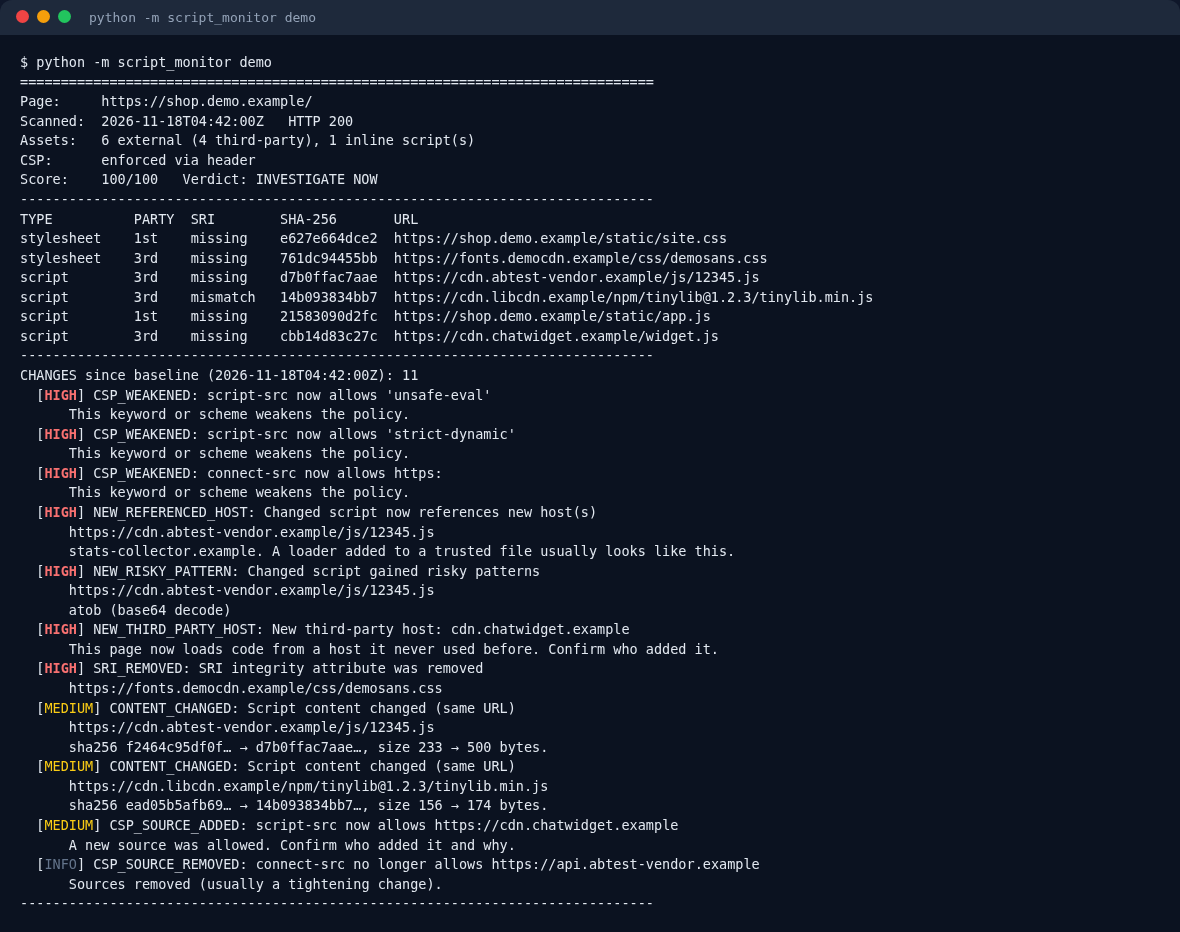 python -m script_monitor demo
$ python -m script_monitor demo
==============================================================================
Page:     https://shop.demo.example/
Scanned:  2026-11-18T04:42:00Z   HTTP 200
Assets:   6 external (4 third-party), 1 inline script(s)
CSP:      enforced via header
Score:    100/100   Verdict: INVESTIGATE NOW
------------------------------------------------------------------------------
TYPE          PARTY  SRI        SHA-256       URL
stylesheet    1st    missing    e627e664dce2  https://shop.demo.example/static/site.css
stylesheet    3rd    missing    761dc94455bb  https://fonts.democdn.example/css/demosans.css
script        3rd    missing    d7b0ffac7aae  https://cdn.abtest-vendor.example/js/12345.js
script        3rd    mismatch   14b093834bb7  https://cdn.libcdn.example/npm/tinylib@1.2.3/tinylib.min.js
script        1st    missing    21583090d2fc  https://shop.demo.example/static/app.js
script        3rd    missing    cbb14d83c27c  https://cdn.chatwidget.example/widget.js
------------------------------------------------------------------------------
CHANGES since baseline (2026-11-18T04:42:00Z): 11
  [HIGH] CSP_WEAKENED: script-src now allows 'unsafe-eval'
      This keyword or scheme weakens the policy.
  [HIGH] CSP_WEAKENED: script-src now allows 'strict-dynamic'
      This keyword or scheme weakens the policy.
  [HIGH] CSP_WEAKENED: connect-src now allows https:
      This keyword or scheme weakens the policy.
  [HIGH] NEW_REFERENCED_HOST: Changed script now references new host(s)
      https://cdn.abtest-vendor.example/js/12345.js
      stats-collector.example. A loader added to a trusted file usually looks like this.
  [HIGH] NEW_RISKY_PATTERN: Changed script gained risky patterns
      https://cdn.abtest-vendor.example/js/12345.js
      atob (base64 decode)
  [HIGH] NEW_THIRD_PARTY_HOST: New third-party host: cdn.chatwidget.example
      This page now loads code from a host it never used before. Confirm who added it.
  [HIGH] SRI_REMOVED: SRI integrity attribute was removed
      https://fonts.democdn.example/css/demosans.css
  [MEDIUM] CONTENT_CHANGED: Script content changed (same URL)
      https://cdn.abtest-vendor.example/js/12345.js
      sha256 f2464c95df0f… → d7b0ffac7aae…, size 233 → 500 bytes.
  [MEDIUM] CONTENT_CHANGED: Script content changed (same URL)
      https://cdn.libcdn.example/npm/tinylib@1.2.3/tinylib.min.js
      sha256 ead05b5afb69… → 14b093834bb7…, size 156 → 174 bytes.
  [MEDIUM] CSP_SOURCE_ADDED: script-src now allows https://cdn.chatwidget.example
      A new source was allowed. Confirm who added it and why.
  [INFO] CSP_SOURCE_REMOVED: connect-src no longer allows https://api.abtest-vendor.example
      Sources removed (usually a tightening change).
------------------------------------------------------------------------------